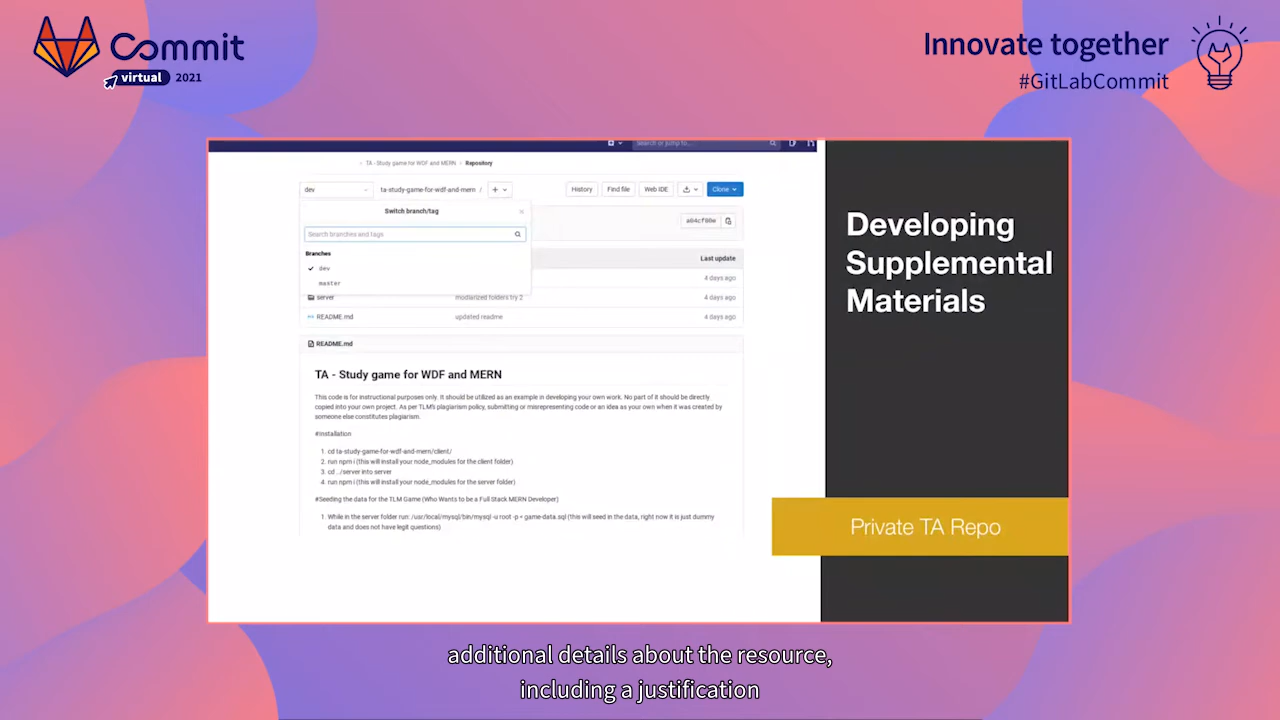 Commit
virtual 2021
Innovate together
#GitLabCommit
Search or jump to...
TA - Study game for WDF and MERN > Repository
dev
ta-study-game-for-wdf-and-mern /
+
History
Find file
Web IDE
Clone
Switch branch/tag
Search branches and tags
ab4cf00e
Branches
dev
master
Last update
4 days ago
server modlarized folders try 2 4 days ago
README.md updated readme 4 days ago
README.md
TA - Study game for WDF and MERN
This code is for instructional purposes only. It should be utilized as an example in developing your own work. No part of it should be directly
copied into your own project. As per TLM's plagiarism policy, submitting or misrepresenting code or an idea as your own when it was created by
someone else constitutes plagiarism.
#Installation
1. cd ta-study-game-for-wdf-and-mern/client/
2. run npm i (this will install your node_modules for the client folder)
3. cd ../server into server
4. run npm i (this will install your node_modules for the server folder)
#Seeding the data for the TLM Game (Who Wants to be a Full Stack MERN Developer)
1. While in the server folder run: /usr/local/mysql/bin/mysql -u root -p < game-data.sql (this will seed in the data, right now it is just dummy
data and does not have legit questions)
Developing
Supplemental
Materials
Private TA Repo
additional details about the resource,
including a justification